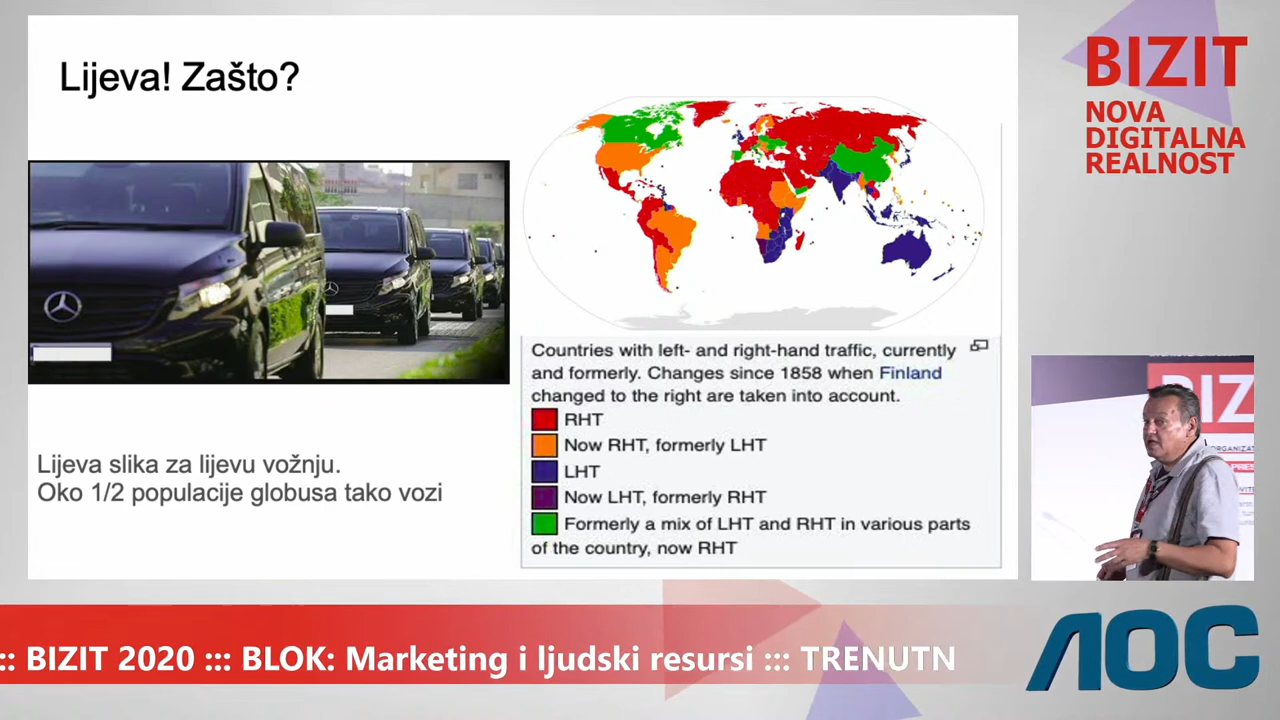 Lijeva! Zašto?
Countries with left- and right-hand traffic, currently
and formerly. Changes since 1858 when Finland
changed to the right are taken into account.
RHT
Now RHT, formerly LHT
LHT
Now LHT, formerly RHT
Formerly a mix of LHT and RHT in various parts
of the country, now RHT
Lijeva slika za lijevu vožnju.
Oko 1/2 populacije globusa tako vozi
BIZIT
NOVA
DIGITALNA
REALNOST
BIZ
:: BIZIT 2020 ::: BLOK: Marketing i ljudski resursi ::: TRENUTN
AOC